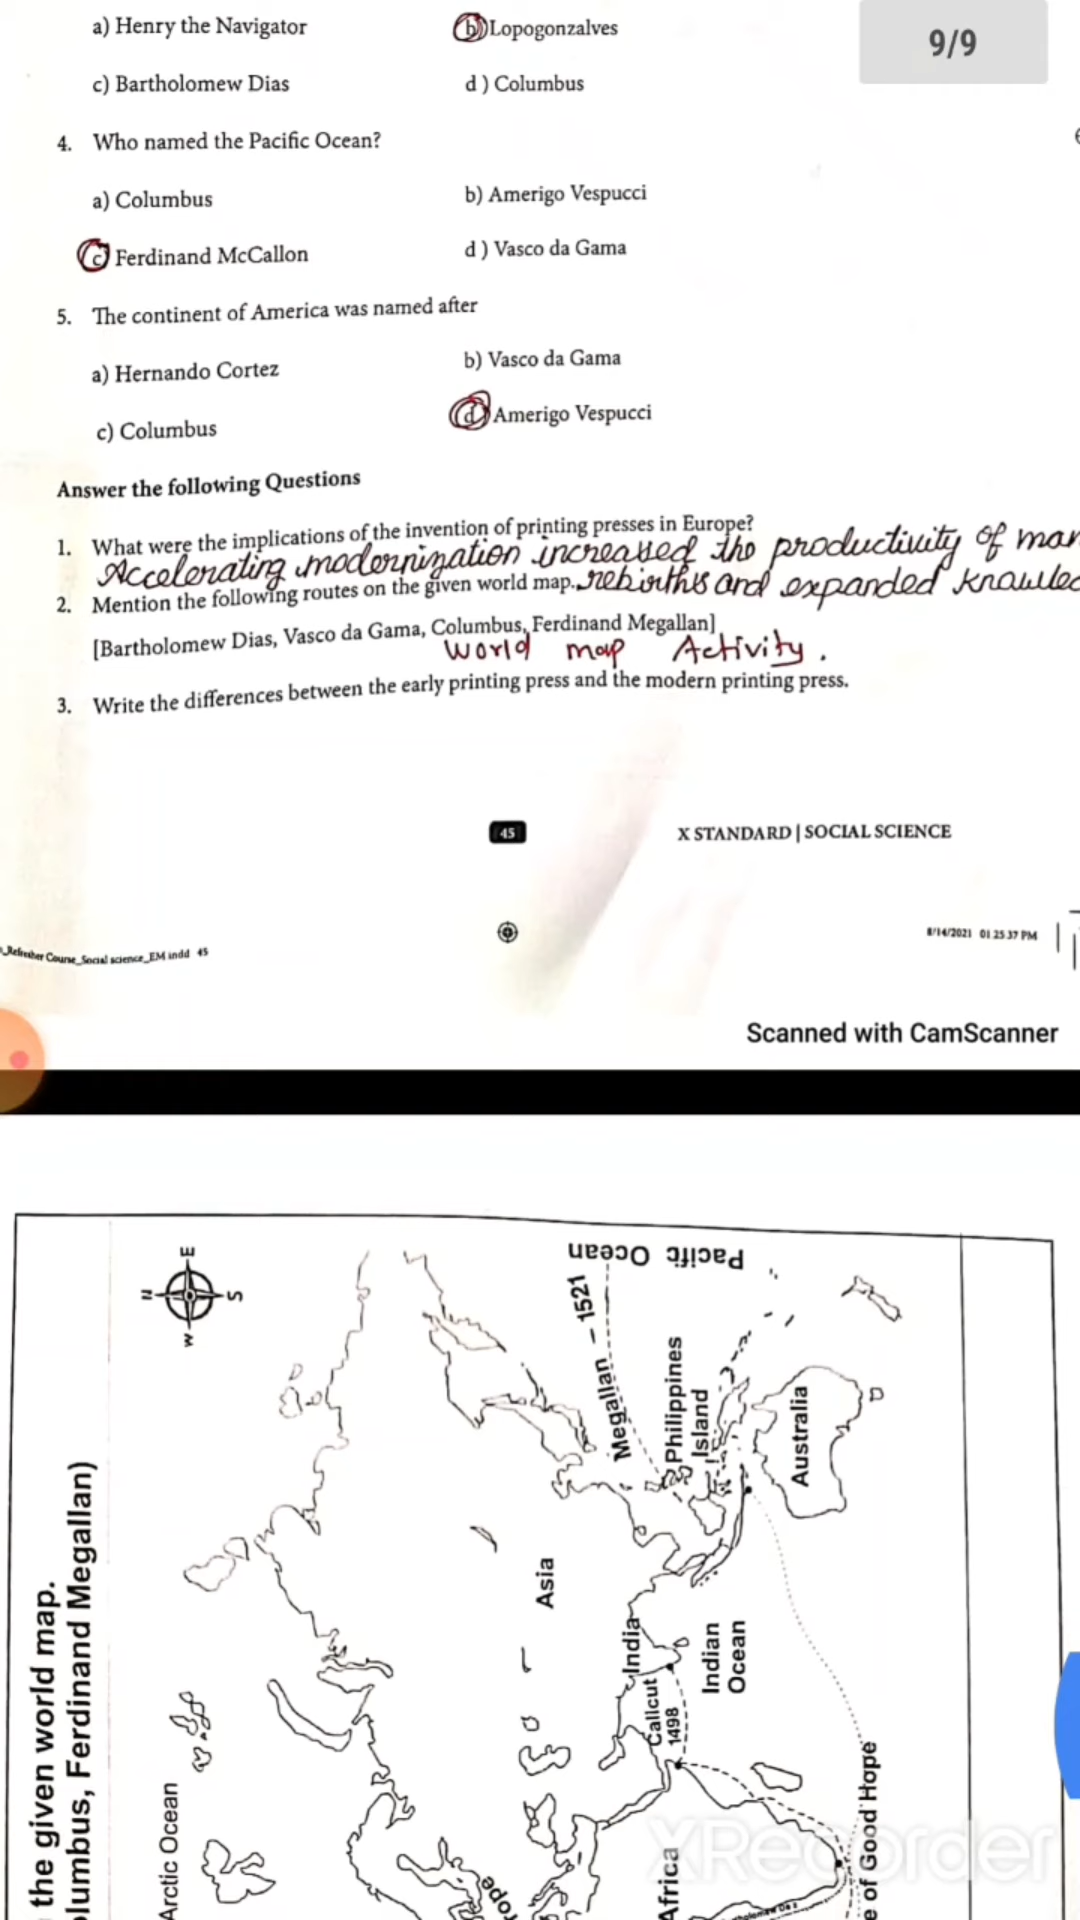 a) Henry the Navigator
b) Lopogonzalves
9/9
c) Bartholomew Dias
d ) Columbus
4. Who named the Pacific Ocean?
a) Columbus
b) Amerigo Vespucci
c) Ferdinand McCallon
d ) Vasco da Gama
5. The continent of America was named after
a) Hernando Cortez
b) Vasco da Gama
c) Columbus
d) Amerigo Vespucci
Answer the following Questions
1. What were the implications of the invention of printing presses in Europe?
Accelerating modernization increased the productivity of
2. Mention the following routes on the given world map.
rebirths and expanded
[Bartholomew Dias, Vasco da Gama, Columbus, Ferdinand Megallan]
World map Activity.
3. Write the differences between the early printing press and the modern printing press.
45
X STANDARD | SOCIAL SCIENCE
_Refresher Course_Social science_EM indd 45
8/14/2021 01 25 37 PM
Scanned with CamScanner
the given world map.
olumbus, Ferdinand Megallan)
N
E
S
W
Arctic Ocean
Pacific Ocean
Megallan – 1521
Philippines
Island
Australia
Asia
India
Indian
Ocean
Calicut
1498
Africa
e of Good Hope
ope
XRecorder